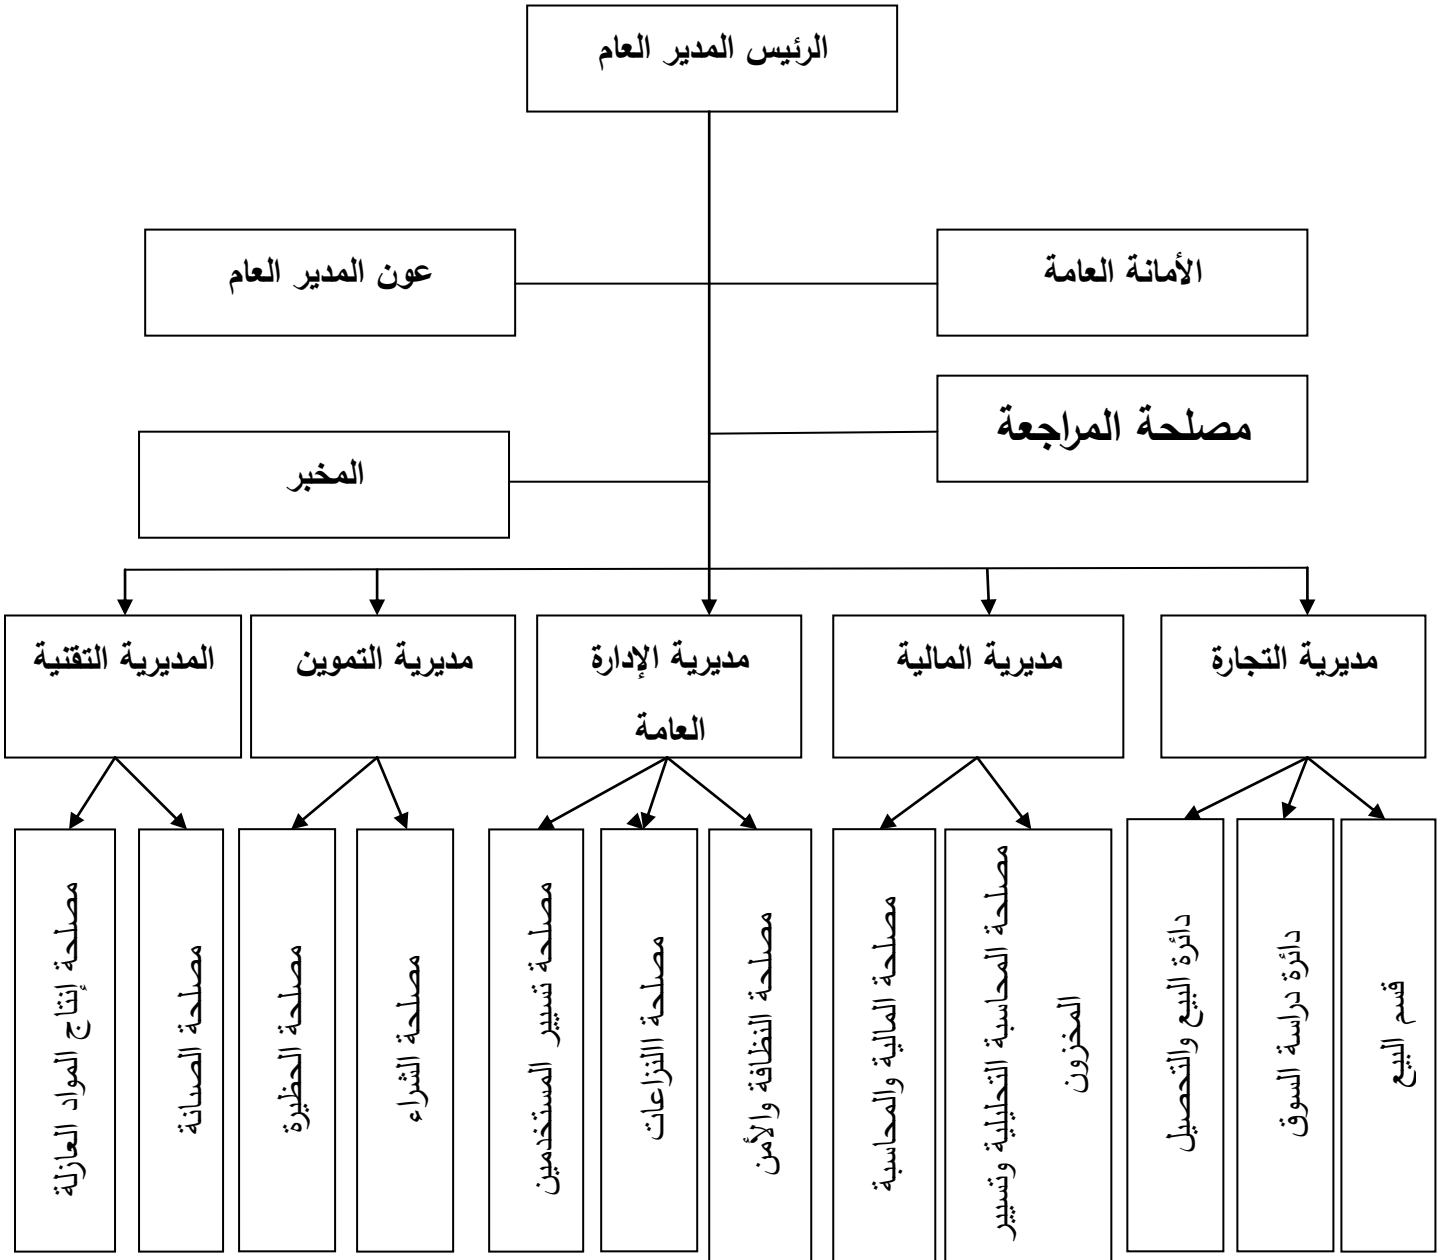 الرئيس المدير العام
الأمانة العامة
عون المدير العام
مصلحة المراجعة
المخبر
مديرية التجارة
مديرية المالية
مديرية الإدارة
العامة
مديرية التموين
المديرية التقنية
قسم البيع
دائرة دراسة السوق
دائرة البيع والتحصيل
مصلحة المحاسبة التحليلية وتسيير
المخزون
مصلحة المالية والمحاسبة
مصلحة النظافة والأمن
مصلحة االنزاعات
مصلحة تسيير المستخدمين
مصلحة الشراء
مصلحة الحظيرة
مصلحة الصانة
مصلحة إنتاج المواد العازلة